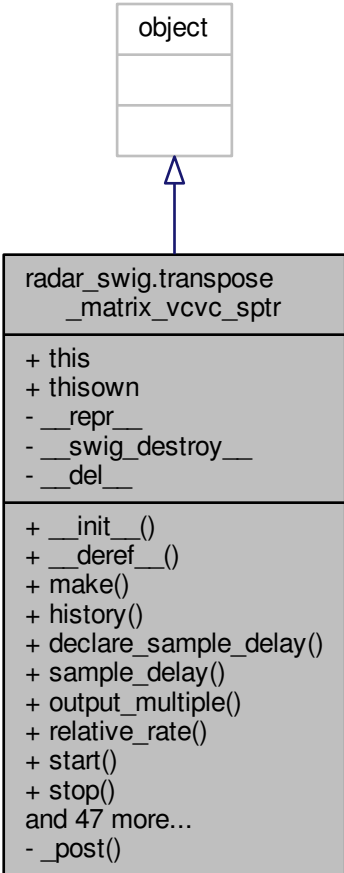 object
radar_swig.transpose
_matrix_vcvc_sptr
+ this
+ thisown
- __repr__
- __swig_destroy__
- __del__
+ __init__()
+ __deref__()
+ make()
+ history()
+ declare_sample_delay()
+ sample_delay()
+ output_multiple()
+ relative_rate()
+ start()
+ stop()
and 47 more...
- _post()